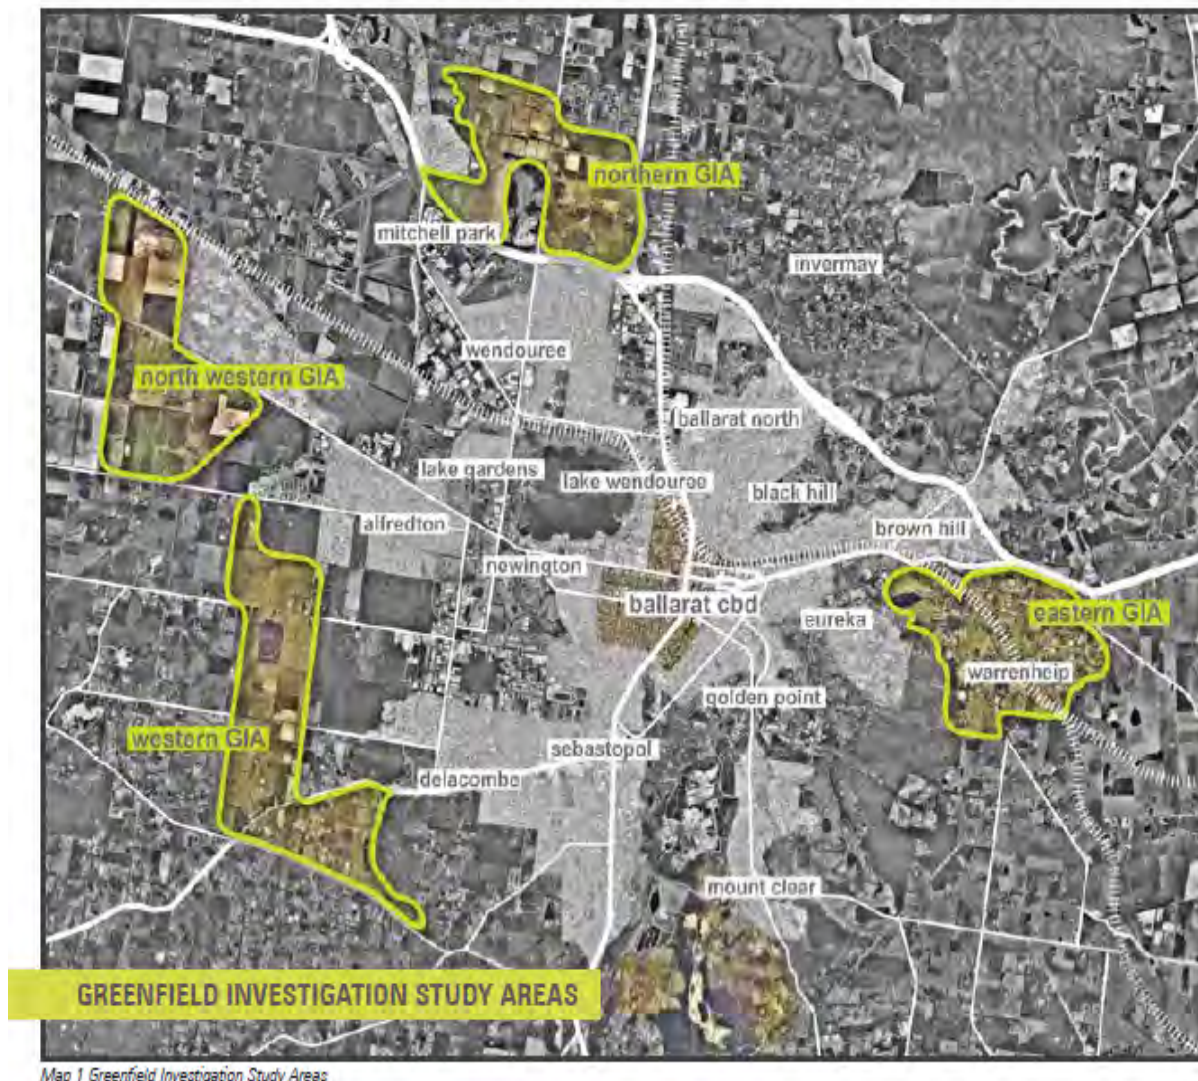 northern GIA
mitchell park
invermay
wendouree
north western GIA
ballarat north
lake gardens
lake wendouree
black hill
alfredton
brown hill
newington
ballarat cbd
eureka
eastern GIA
warrenheip
golden point
western GIA
sebastopol
delacombe
mount clear
GREENFIELD INVESTIGATION STUDY AREAS
Map 1 Greenfield Investigation Study Areas